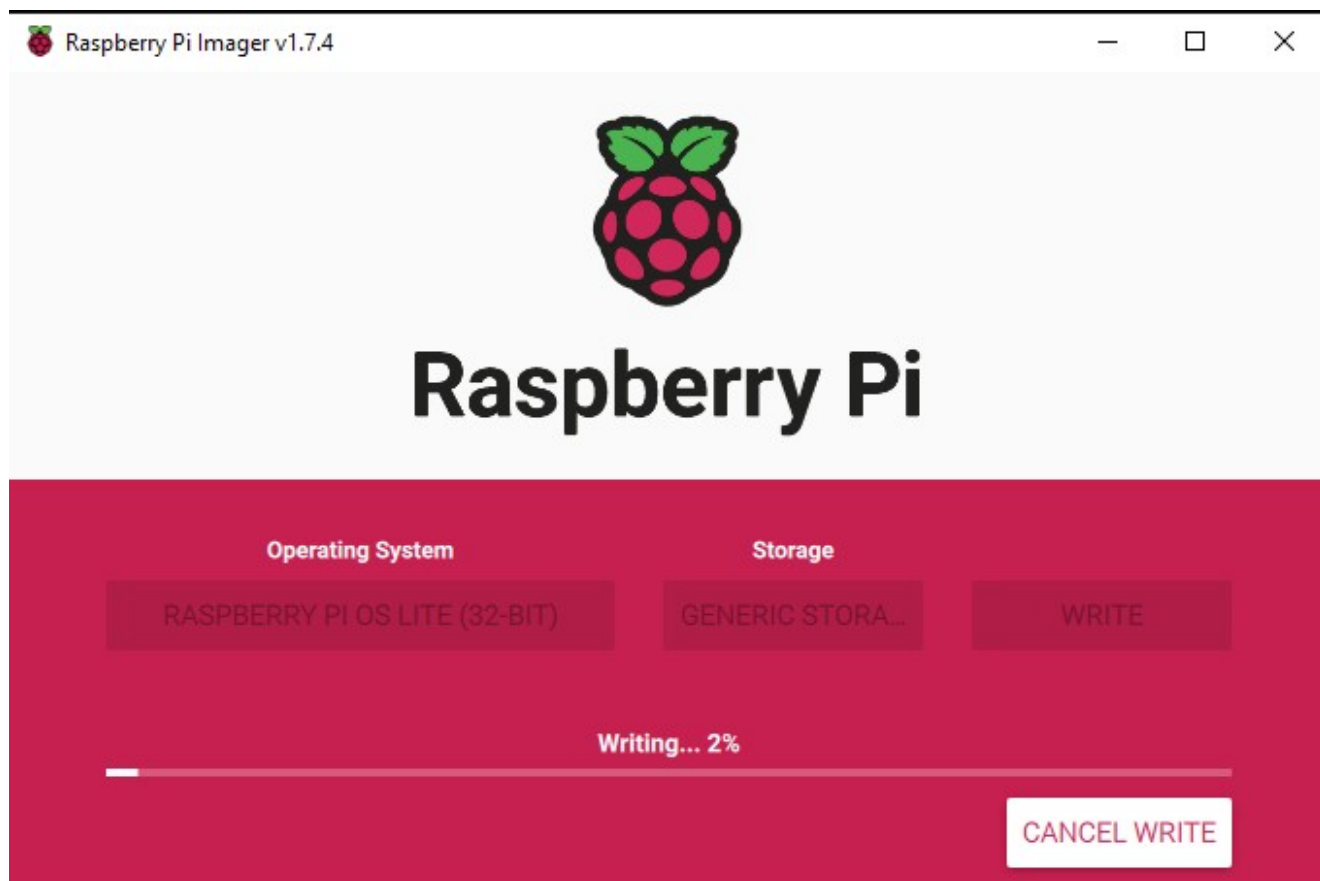 Raspberry Pi Imager v1.7.4
Raspberry Pi
Operating System
Storage
RASPBERRY PI OS LITE (32-BIT)
GENERIC STORA...
WRITE
Writing... 2%
CANCEL WRITE